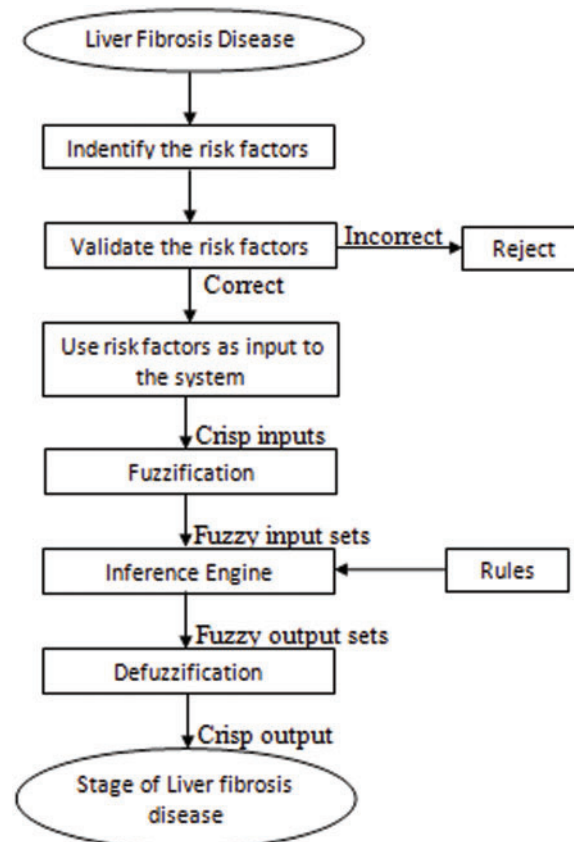 Liver Fibrosis Disease
Indentify the risk factors
Validate the risk factors
Incorrect
Reject
Correct
Use risk factors as input to
the system
Crisp inputs
Fuzzification
Fuzzy input sets
Inference Engine
Rules
Fuzzy output sets
Defuzzification
Crisp output
Stage of Liver fibrosis
disease